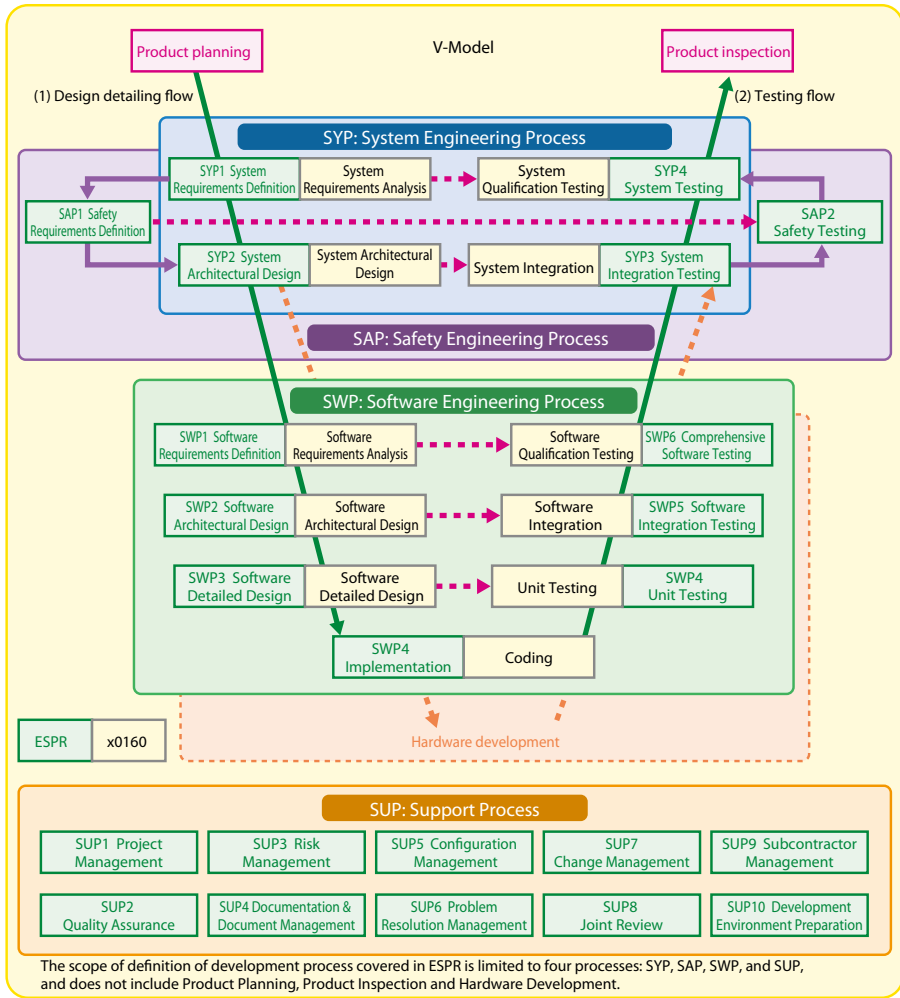 V-Model
Product planning
Product inspection
(1) Design detailing flow
(2) Testing flow
SYP: System Engineering Process
SYP1 System
Requirements Definition
System
Requirements Analysis
System
Qualification Testing
SYP4
System Testing
SAP1 Safety
Requirements Definition
SAP2
Safety Testing
SYP2 System
Architectural Design
System Architectural
Design
System Integration
SYP3 System
Integration Testing
SAP: Safety Engineering Process
SWP: Software Engineering Process
SWP1 Software
Requirements Definition
Software
Requirements Analysis
Software
Qualification Testing
SWP6 Comprehensive
Software Testing
SWP2 Software
Architectural Design
Software
Architectural Design
Software
Integration
SWP5 Software
Integration Testing
SWP3 Software
Detailed Design
Software
Detailed Design
Unit Testing
SWP4
Unit Testing
SWP4
Implementation
Coding
Hardware development
ESPR
x0160
SUP: Support Process
SUP1 Project
Management
SUP3 Risk
Management
SUP5 Configuration
Management
SUP7
Change Management
SUP9 Subcontractor
Management
SUP2
Quality Assurance
SUP4 Documentation &
Document Management
SUP6 Problem
Resolution Management
SUP8
Joint Review
SUP10 Development
Environment Preparation
The scope of definition of development process covered in ESPR is limited to four processes: SYP, SAP, SWP, and SUP,
and does not include Product Planning, Product Inspection and Hardware Development.